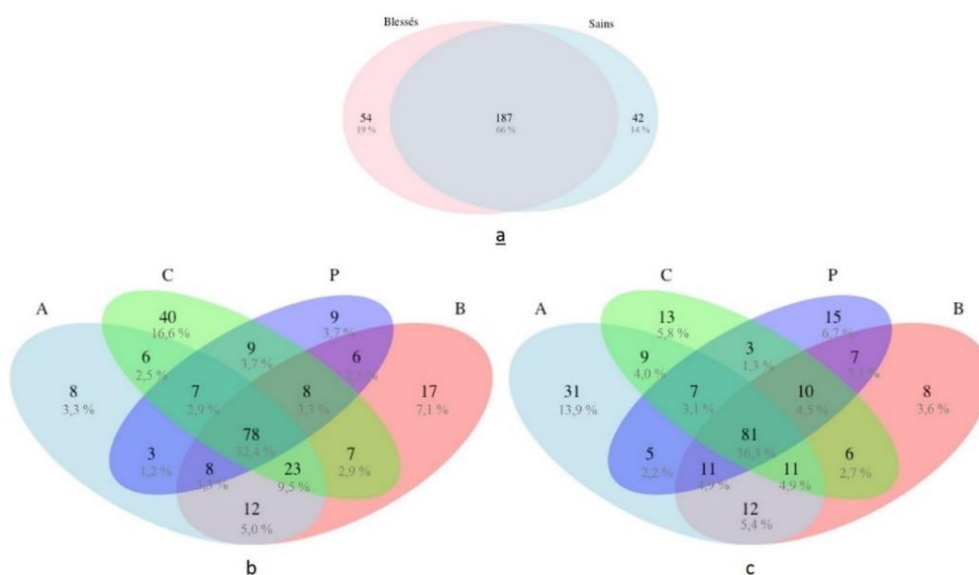 Blessés Sains
54 187 42
19 % 66 % 14 %
a
C P
A B
40 9
16,6 % 3,7 %
6 9 6
2,5 % 3,7 %
8 7 8 17
3,3 % 2,9 % 3,3 % 7,1 %
78
32,4 %
3 8 23 7
1,2 % 3,3 % 9,5 % 2,9 %
12
5,0 %
b
C P
A B
13 15
5,8 % 6,7 %
9 3 7
4,0 % 1,3 %
31 7 10 8
13,9 % 3,1 % 4,5 % 3,6 %
81
36,3 %
5 11 11 6
2,2 % 4,9 % 4,9 % 2,7 %
12
5,4 %
c